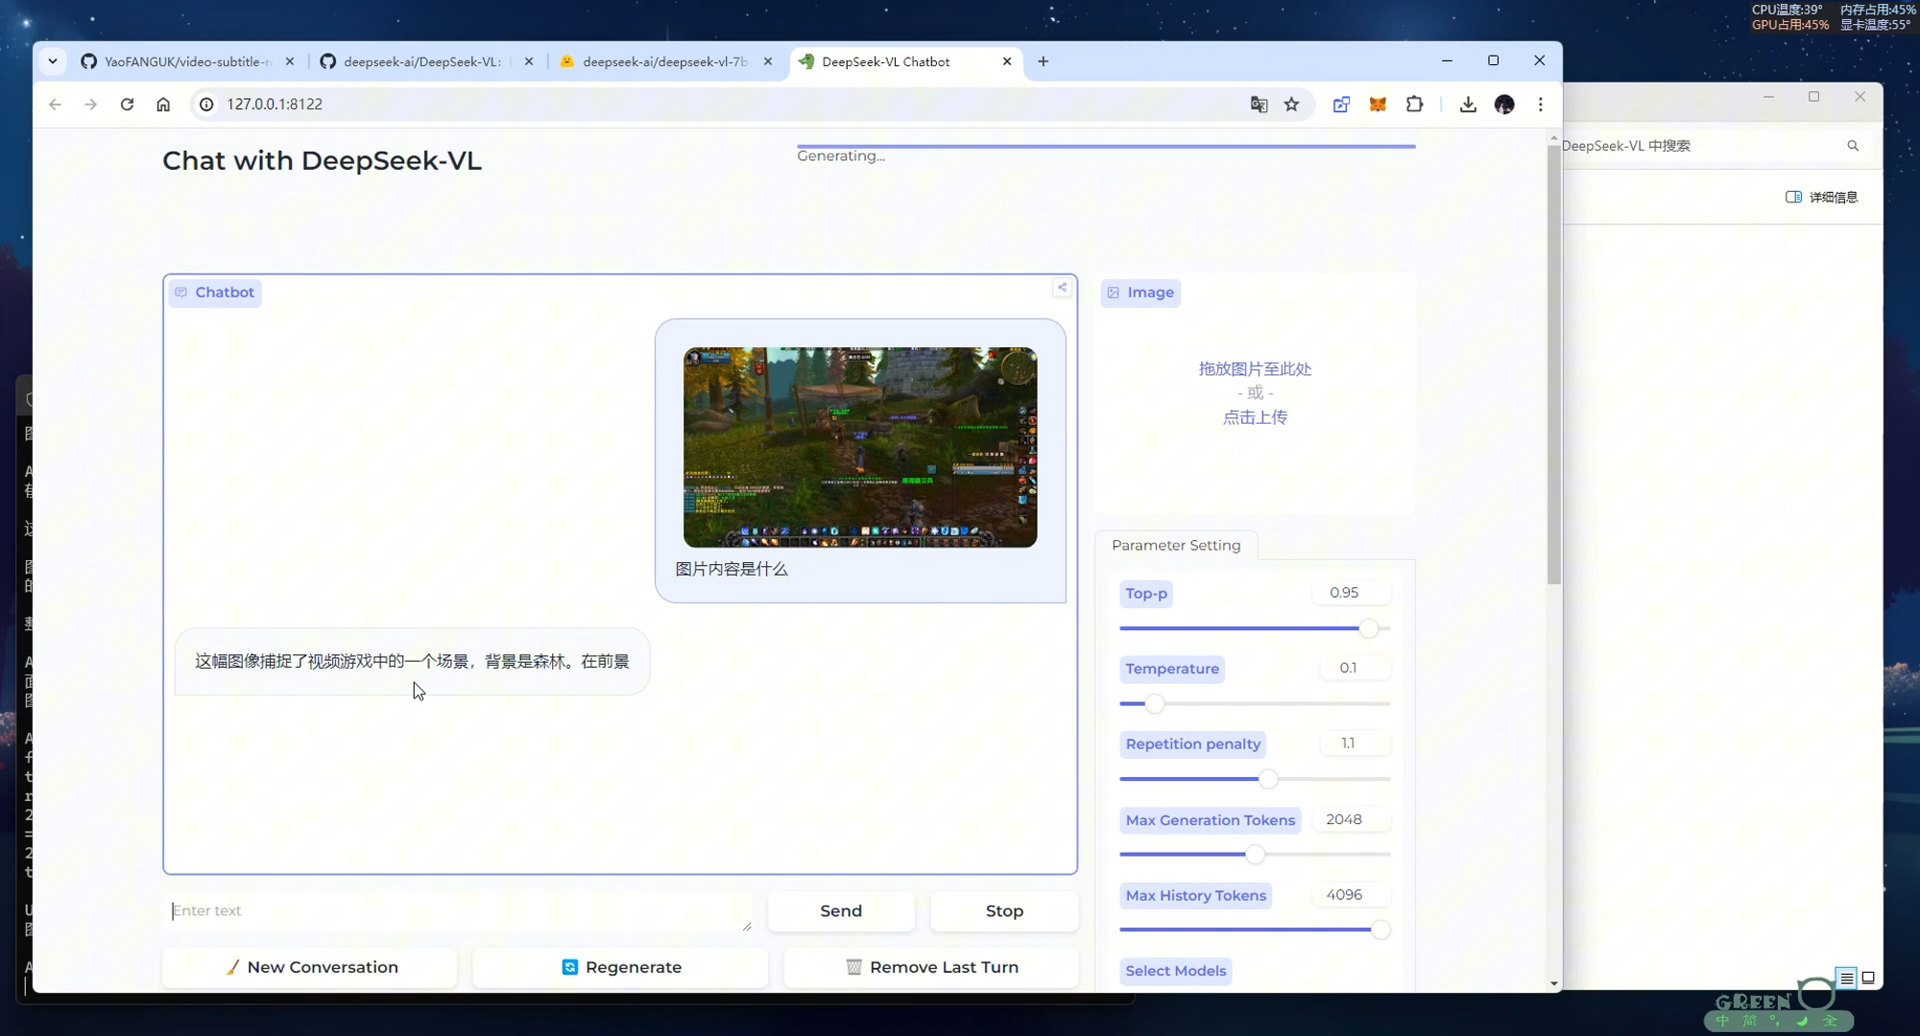 CPU温度:39° 内存占用:45%
GPU占用:45% 显卡温度:55°
YaoFANGUK/video-subtitle-r
deepseek-ai/DeepSeek-VL:
deepseek-ai/deepseek-vl-7b
DeepSeek-VL Chatbot
127.0.0.1:8122
DeepSeek-VL 中搜索
详细信息
Chat with DeepSeek-VL
Generating...
Chatbot
Image
拖放图片至此处
- 或 -
点击上传
图片内容是什么
这幅图像捕捉了视频游戏中的一个场景，背景是森林。在前景
Parameter Setting
Top-p 0.95
Temperature 0.1
Repetition penalty 1.1
Max Generation Tokens 2048
Max History Tokens 4096
Select Models
Enter text
Send
Stop
New Conversation
Regenerate
Remove Last Turn
GREEN
中 简 °, 全